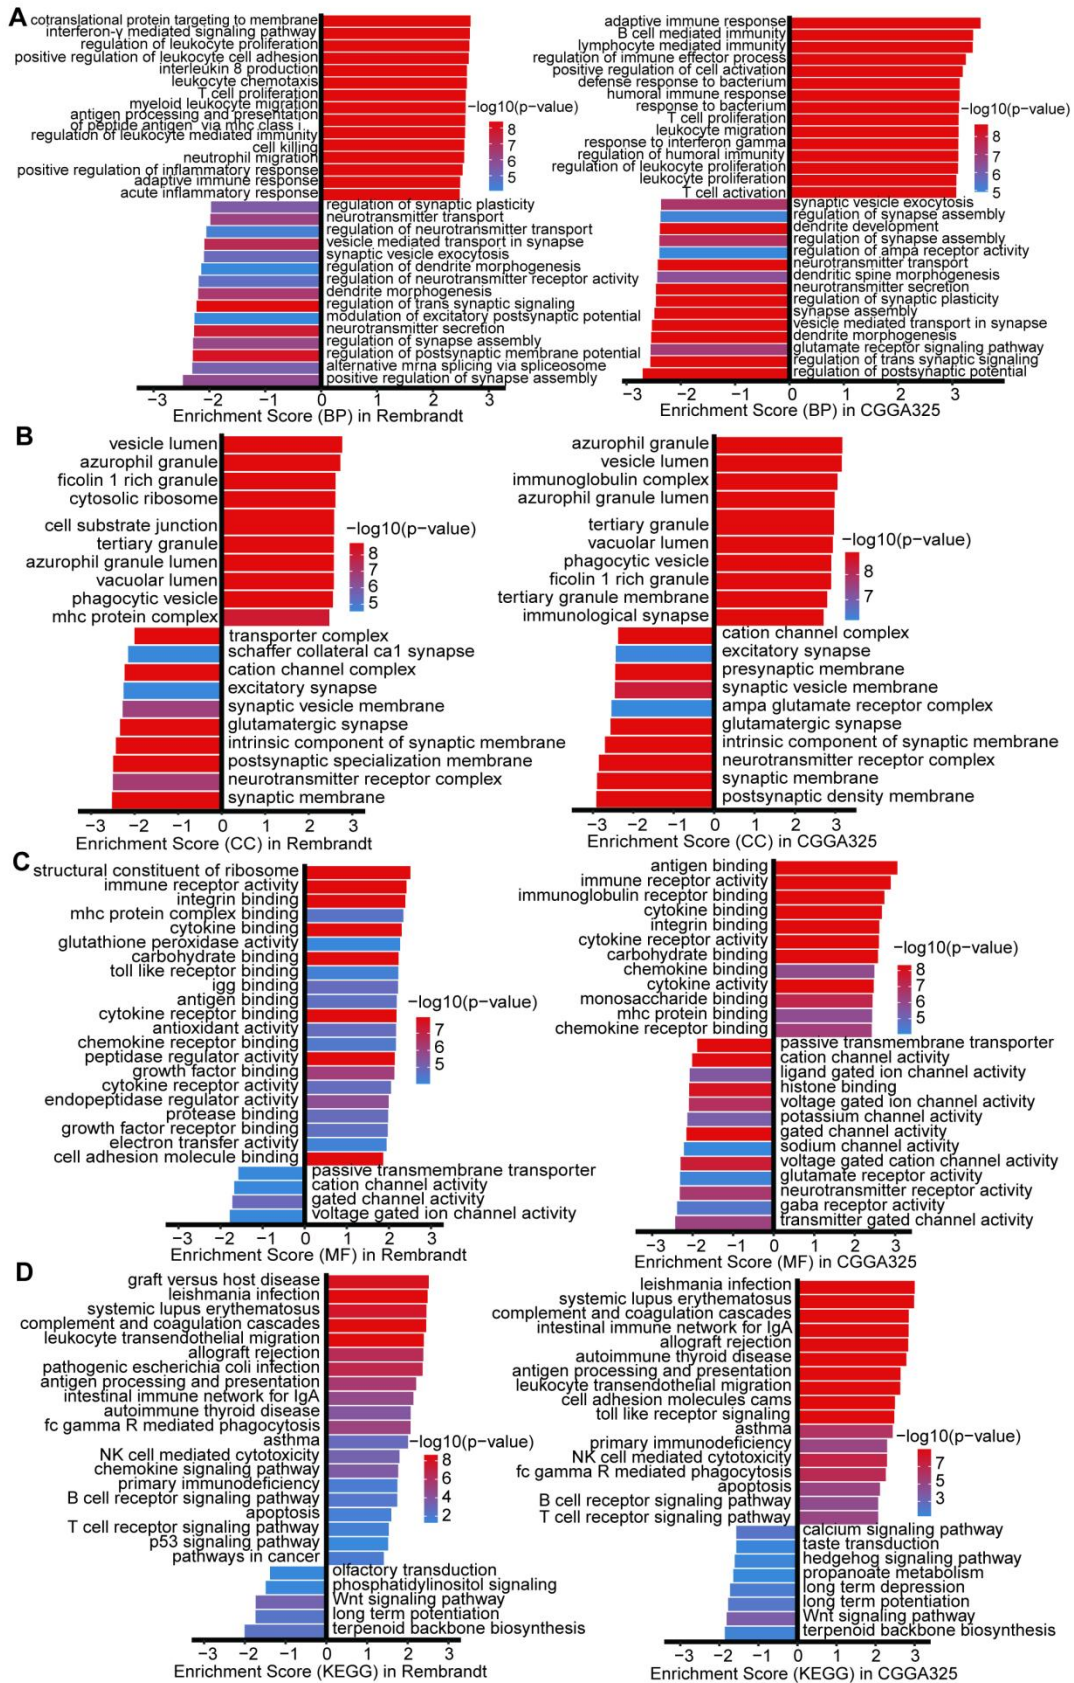 A
cotranslational protein targeting to membrane
interferon-γ mediated signaling pathway
regulation of leukocyte proliferation
positive regulation of leukocyte cell adhesion
interleukin 8 production
leukocyte chemotaxis
T cell proliferation
myeloid leukocyte migration
antigen processing and presentation
of peptide antigen via mhc class i
regulation of leukocyte mediated immunity
cell killing
neutrophil migration
positive regulation of inflammatory response
adaptive immune response
acute inflammatory response
regulation of synaptic plasticity
neurotransmitter transport
regulation of neurotransmitter transport
vesicle mediated transport in synapse
synaptic vesicle exocytosis
regulation of dendrite morphogenesis
regulation of neurotransmitter receptor activity
dendrite morphogenesis
regulation of trans synaptic signaling
modulation of excitatory postsynaptic potential
neurotransmitter secretion
regulation of synapse assembly
regulation of postsynaptic membrane potential
alternative mrna splicing via spliceosome
positive regulation of synapse assembly
−log10(p−value)
8
7
6
5
−3 −2 −1 0 1 2 3
Enrichment Score (BP) in Rembrandt
adaptive immune response
B cell mediated immunity
lymphocyte mediated immunity
regulation of immune effector process
positive regulation of cell activation
defense response to bacterium
humoral immune response
response to bacterium
T cell proliferation
leukocyte migration
response to interferon gamma
regulation of humoral immunity
regulation of leukocyte proliferation
leukocyte proliferation
T cell activation
synaptic vesicle exocytosis
regulation of synapse assembly
dendrite development
regulation of synapse assembly
regulation of ampa receptor activity
neurotransmitter transport
dendritic spine morphogenesis
neurotransmitter secretion
regulation of synaptic plasticity
synapse assembly
vesicle mediated transport in synapse
dendrite morphogenesis
glutamate receptor signaling pathway
regulation of trans synaptic signaling
regulation of postsynaptic potential
−log10(p−value)
8
7
6
5
−3 −2 −1 0 1 2 3
Enrichment Score (BP) in CGGA325
B
vesicle lumen
azurophil granule
ficolin 1 rich granule
cytosolic ribosome
cell substrate junction
tertiary granule
azurophil granule lumen
vacuolar lumen
phagocytic vesicle
mhc protein complex
transporter complex
schaffer collateral ca1 synapse
cation channel complex
excitatory synapse
synaptic vesicle membrane
glutamatergic synapse
intrinsic component of synaptic membrane
postsynaptic specialization membrane
neurotransmitter receptor complex
synaptic membrane
−log10(p−value)
8
7
6
5
−3 −2 −1 0 1 2 3
Enrichment Score (CC) in Rembrandt
azurophil granule
vesicle lumen
immunoglobulin complex
azurophil granule lumen
tertiary granule
vacuolar lumen
phagocytic vesicle
ficolin 1 rich granule
tertiary granule membrane
immunological synapse
cation channel complex
excitatory synapse
presynaptic membrane
synaptic vesicle membrane
ampa glutamate receptor complex
glutamatergic synapse
intrinsic component of synaptic membrane
neurotransmitter receptor complex
synaptic membrane
postsynaptic density membrane
−log10(p−value)
8
7
−3 −2 −1 0 1 2 3
Enrichment Score (CC) in CGGA325
C
structural constituent of ribosome
immune receptor activity
integrin binding
mhc protein complex binding
cytokine binding
glutathione peroxidase activity
carbohydrate binding
toll like receptor binding
igg binding
antigen binding
cytokine receptor binding
antioxidant activity
chemokine receptor binding
peptidase regulator activity
growth factor binding
cytokine receptor activity
endopeptidase regulator activity
protease binding
growth factor receptor binding
electron transfer activity
cell adhesion molecule binding
passive transmembrane transporter
cation channel activity
gated channel activity
voltage gated ion channel activity
−log10(p−value)
7
6
5
−3 −2 −1 0 1 2 3
Enrichment Score (MF) in Rembrandt
antigen binding
immune receptor activity
immunoglobulin receptor binding
cytokine binding
integrin binding
cytokine receptor activity
carbohydrate binding
chemokine binding
cytokine activity
monosaccharide binding
mhc protein binding
chemokine receptor binding
passive transmembrane transporter
cation channel activity
ligand gated ion channel activity
histone binding
voltage gated ion channel activity
potassium channel activity
gated channel activity
sodium channel activity
voltage gated cation channel activity
glutamate receptor activity
neurotransmitter receptor activity
gaba receptor activity
transmitter gated channel activity
−log10(p−value)
8
7
6
5
−3 −2 −1 0 1 2 3
Enrichment Score (MF) in CGGA325
D
graft versus host disease
leishmania infection
systemic lupus erythematosus
complement and coagulation cascades
leukocyte transendothelial migration
allograft rejection
pathogenic escherichia coli infection
antigen processing and presentation
intestinal immune network for IgA
autoimmune thyroid disease
fc gamma R mediated phagocytosis
asthma
NK cell mediated cytotoxicity
chemokine signaling pathway
primary immunodeficiency
B cell receptor signaling pathway
apoptosis
T cell receptor signaling pathway
p53 signaling pathway
pathways in cancer
olfactory transduction
phosphatidylinositol signaling
Wnt signaling pathway
long term potentiation
terpenoid backbone biosynthesis
−log10(p−value)
8
6
4
2
−3 −2 −1 0 1 2 3
Enrichment Score (KEGG) in Rembrandt
leishmania infection
systemic lupus erythematosus
complement and coagulation cascades
intestinal immune network for IgA
allograft rejection
autoimmune thyroid disease
antigen processing and presentation
leukocyte transendothelial migration
cell adhesion molecules cams
toll like receptor signaling
asthma
primary immunodeficiency
NK cell mediated cytotoxicity
fc gamma R mediated phagocytosis
apoptosis
B cell receptor signaling pathway
T cell receptor signaling pathway
calcium signaling pathway
taste transduction
hedgehog signaling pathway
propanoate metabolism
long term depression
long term potentiation
Wnt signaling pathway
terpenoid backbone biosynthesis
−log10(p−value)
7
5
3
−3 −2 −1 0 1 2 3
Enrichment Score (KEGG) in CGGA325